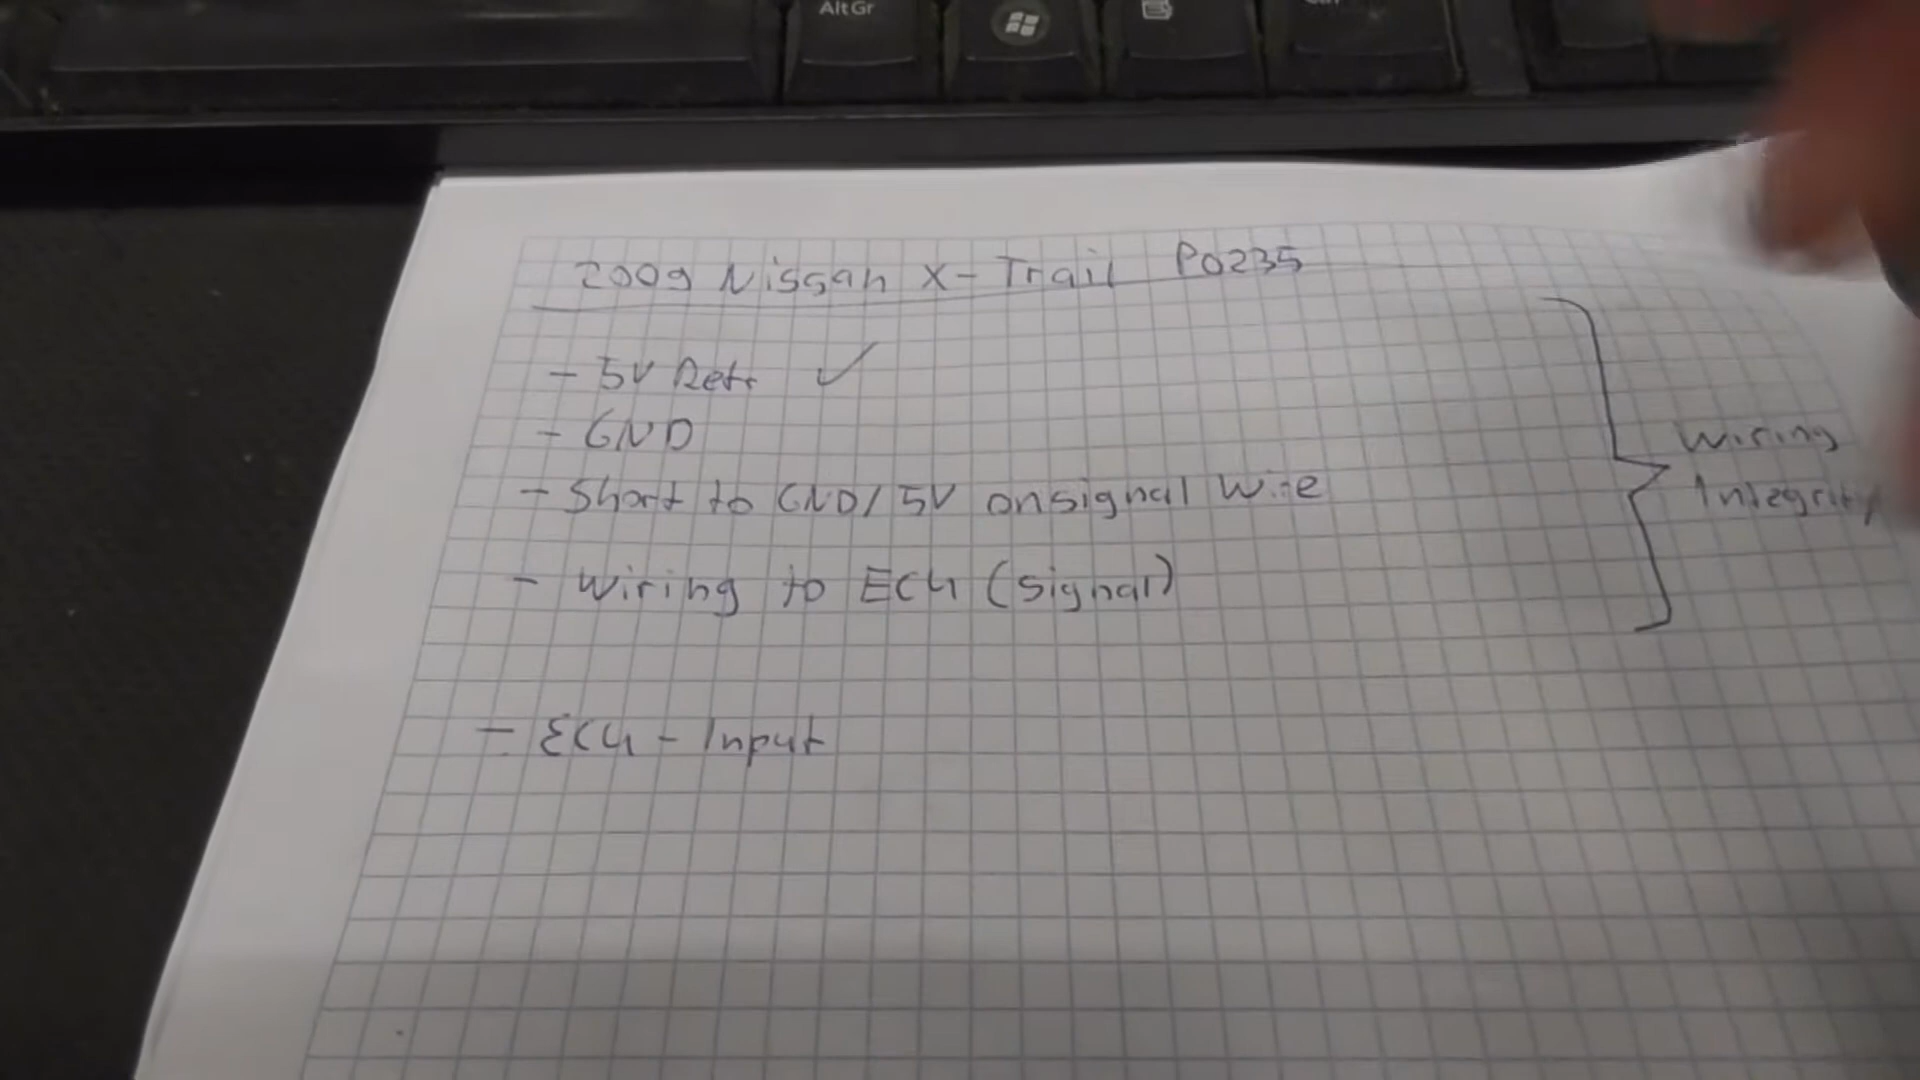 AltGr
2009 Nissan X-Trail P0235
- 5V Refr ✓
- GND
- Short to GND/5V on signal wire
- Wiring to ECU (signal)
Wiring
Integrity
- ECU - Input